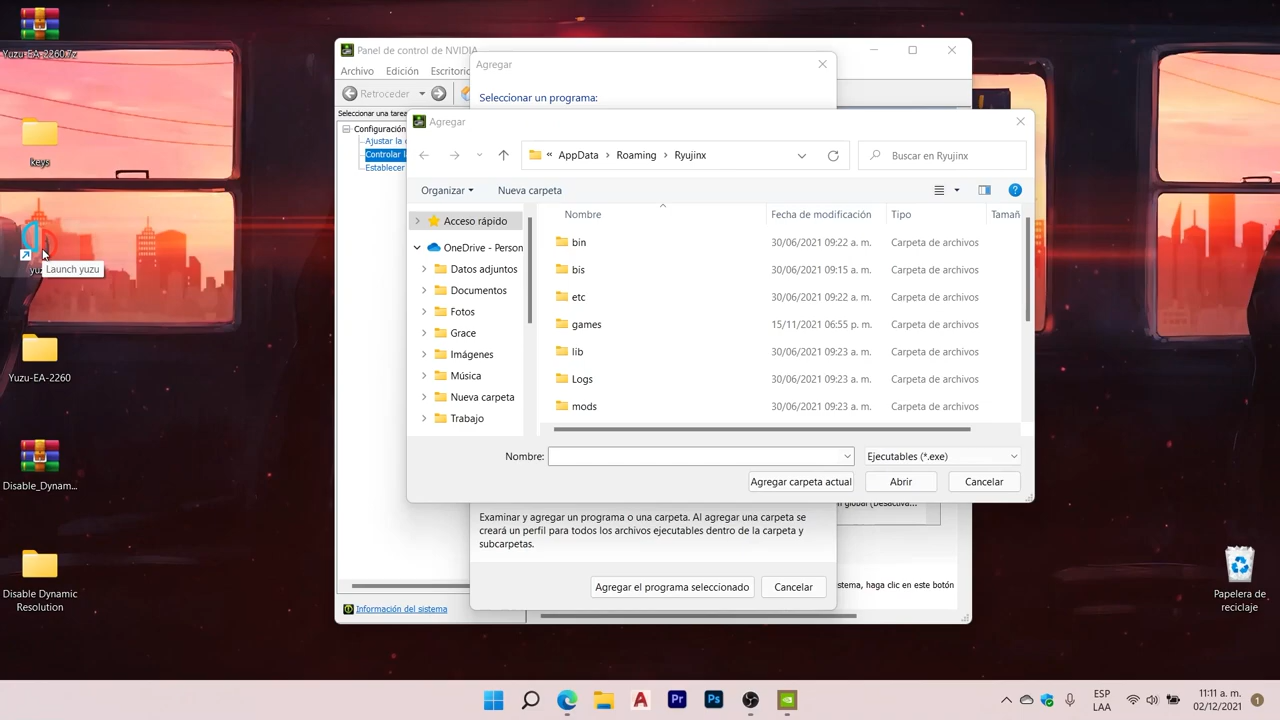 Yuzu-EA-2260.7z
keys
Launch yuzu
Yuzu-EA-2260
Disable_Dynam...
Disable Dynamic
Resolution
Panel de control de NVIDIA
Archivo Edición Escritorio
Retroceder
Seleccionar una tarea
Configuración
Controlar l
Establecer
Información del sistema
Agregar
Seleccionar un programa:
Agregar
« AppData › Roaming › Ryujinx
Buscar en Ryujinx
Organizar
Nueva carpeta
Acceso rápido
OneDrive - Person
Datos adjuntos
Documentos
Fotos
Grace
Imágenes
Música
Nueva carpeta
Trabajo
Nombre Fecha de modificación Tipo Tamañ
bin 30/06/2021 09:22 a. m. Carpeta de archivos
bis 30/06/2021 09:15 a. m. Carpeta de archivos
etc 30/06/2021 09:22 a. m. Carpeta de archivos
games 15/11/2021 06:55 p. m. Carpeta de archivos
lib 30/06/2021 09:23 a. m. Carpeta de archivos
Logs 30/06/2021 09:23 a. m. Carpeta de archivos
mods 30/06/2021 09:23 a. m. Carpeta de archivos
Nombre:
Ejecutables (*.exe)
Agregar carpeta actual
Abrir
Cancelar
Examinar y agregar un programa o una carpeta. Al agregar una carpeta se
creará un perfil para todos los archivos ejecutables dentro de la carpeta y
subcarpetas.
Agregar el programa seleccionado
Cancelar
stema, haga clic en este botón
Papelera de
reciclaje
ESP
LAA
11:11 a. m.
02/12/2021
1